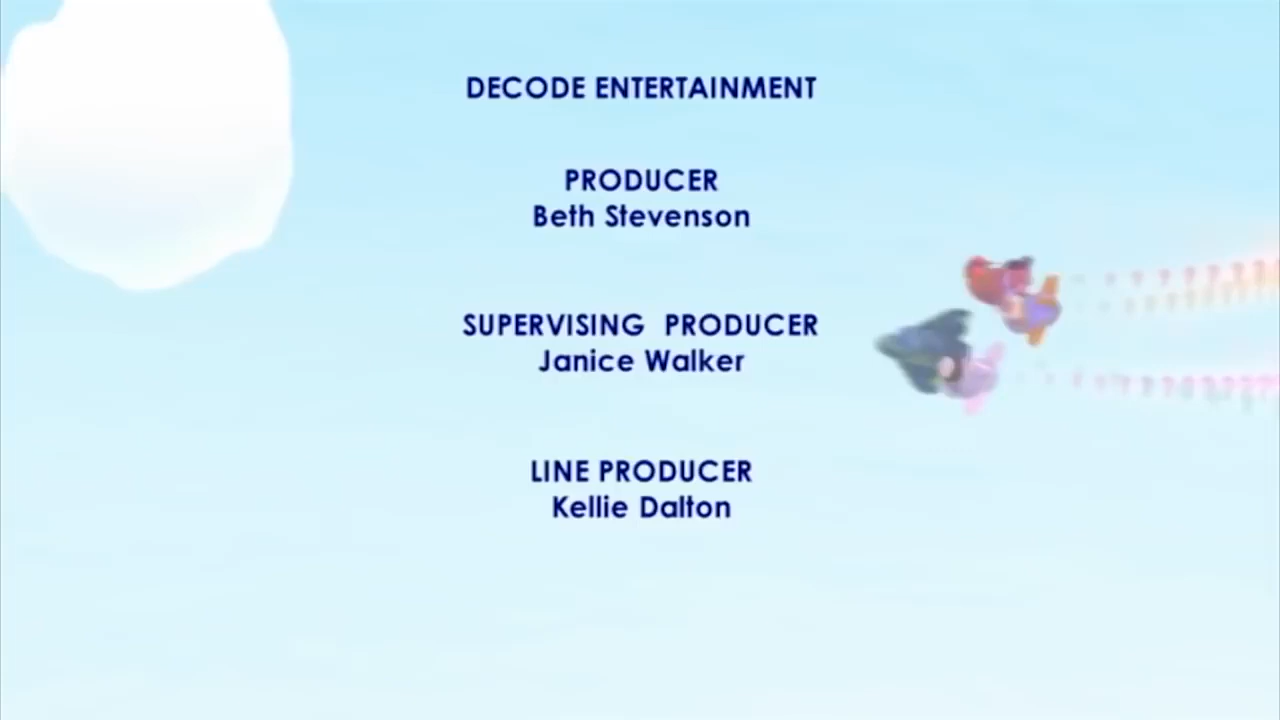 DECODE ENTERTAINMENT
PRODUCER
Beth Stevenson
SUPERVISING PRODUCER
Janice Walker
LINE PRODUCER
Kellie Dalton